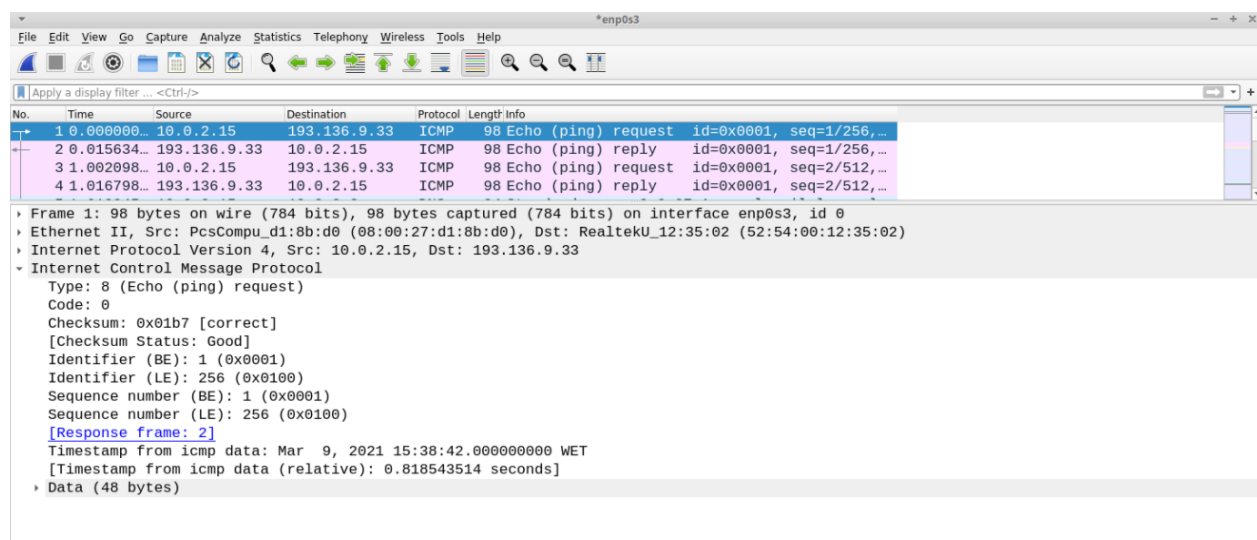 *enp0s3
File Edit View Go Capture Analyze Statistics Telephony Wireless Tools Help
Apply a display filter ... <Ctrl-/>
No. Time Source Destination Protocol Length Info
1 0.000000… 10.0.2.15 193.136.9.33 ICMP 98 Echo (ping) request id=0x0001, seq=1/256,…
2 0.015634… 193.136.9.33 10.0.2.15 ICMP 98 Echo (ping) reply id=0x0001, seq=1/256,…
3 1.002098… 10.0.2.15 193.136.9.33 ICMP 98 Echo (ping) request id=0x0001, seq=2/512,…
4 1.016798… 193.136.9.33 10.0.2.15 ICMP 98 Echo (ping) reply id=0x0001, seq=2/512,…
Frame 1: 98 bytes on wire (784 bits), 98 bytes captured (784 bits) on interface enp0s3, id 0
Ethernet II, Src: PcsCompu_d1:8b:d0 (08:00:27:d1:8b:d0), Dst: RealtekU_12:35:02 (52:54:00:12:35:02)
Internet Protocol Version 4, Src: 10.0.2.15, Dst: 193.136.9.33
Internet Control Message Protocol
Type: 8 (Echo (ping) request)
Code: 0
Checksum: 0x01b7 [correct]
[Checksum Status: Good]
Identifier (BE): 1 (0x0001)
Identifier (LE): 256 (0x0100)
Sequence number (BE): 1 (0x0001)
Sequence number (LE): 256 (0x0100)
[Response frame: 2]
Timestamp from icmp data: Mar  9, 2021 15:38:42.000000000 WET
[Timestamp from icmp data (relative): 0.818543514 seconds]
Data (48 bytes)